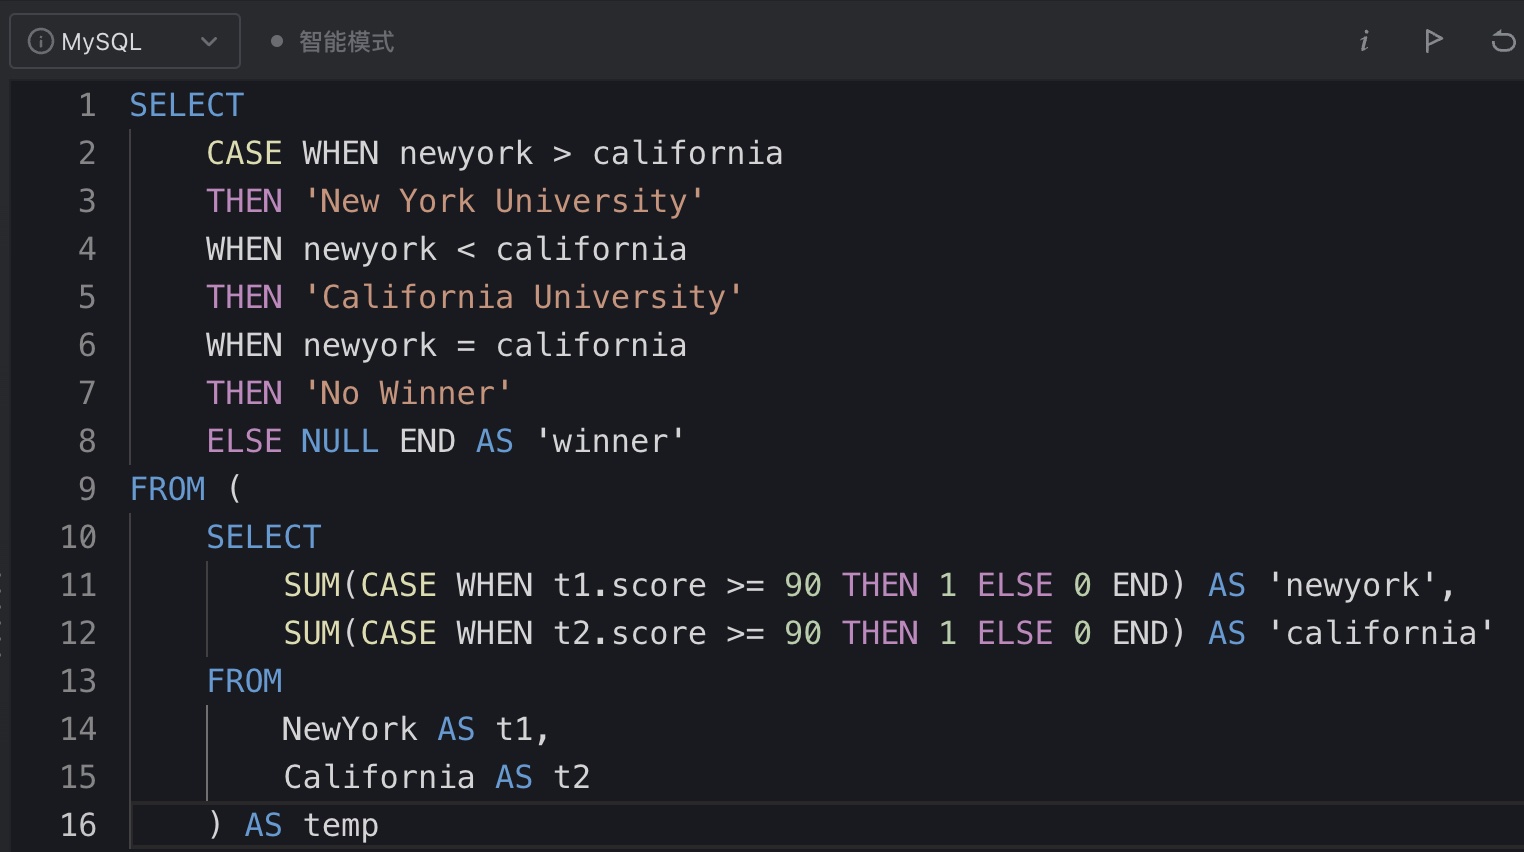 MySQL 智能模式
1 SELECT
2 CASE WHEN newyork > california
3 THEN 'New York University'
4 WHEN newyork < california
5 THEN 'California University'
6 WHEN newyork = california
7 THEN 'No Winner'
8 ELSE NULL END AS 'winner'
9 FROM (
10 SELECT
11 SUM(CASE WHEN t1.score >= 90 THEN 1 ELSE 0 END) AS 'newyork',
12 SUM(CASE WHEN t2.score >= 90 THEN 1 ELSE 0 END) AS 'california'
13 FROM
14 NewYork AS t1,
15 California AS t2
16 ) AS temp